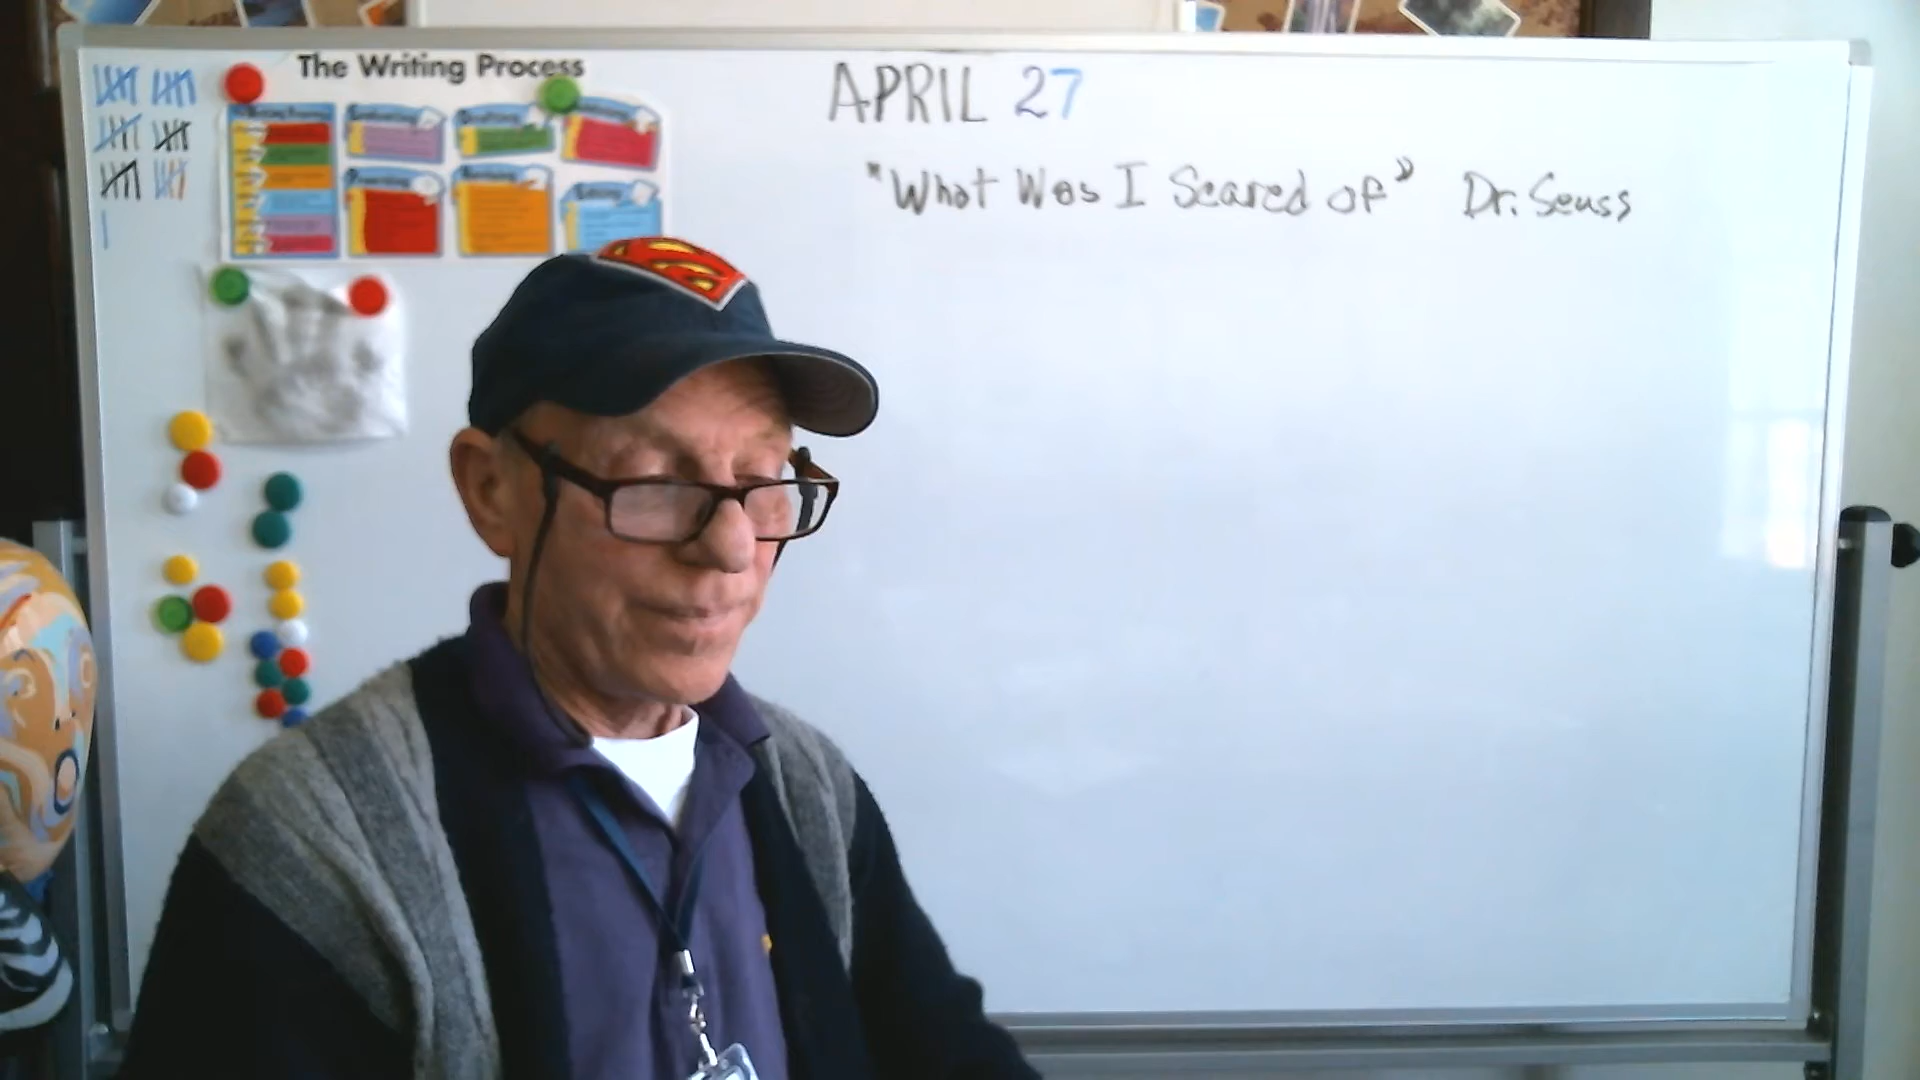 The Writing Process
APRIL 27
"What Was I Scared of" Dr. Seuss